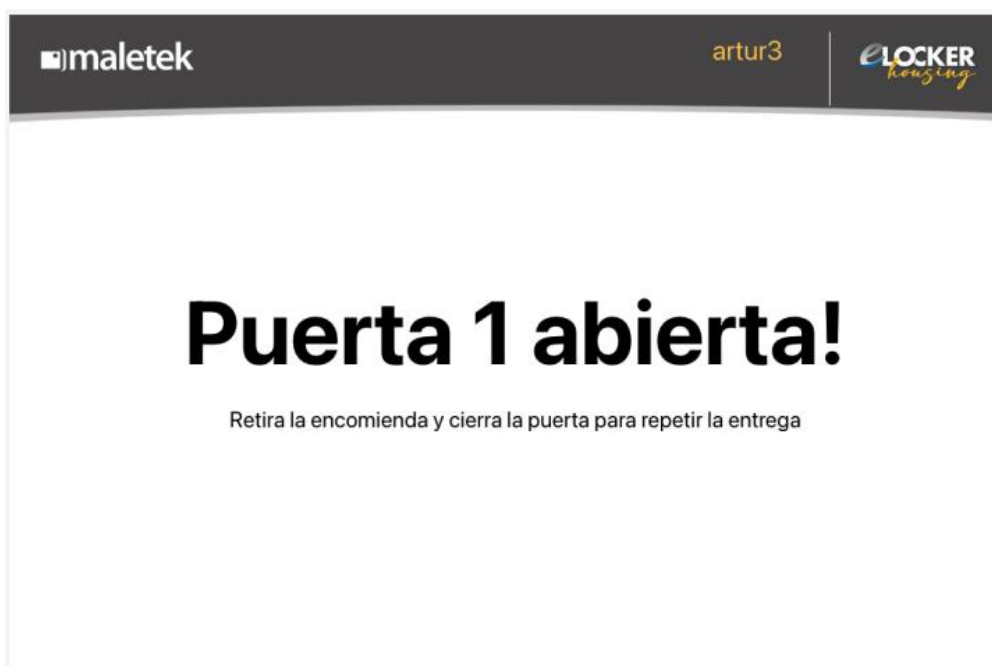 maletek
artur3
eLOCKER
housing
Puerta 1 abierta!
Retira la encomienda y cierra la puerta para repetir la entrega